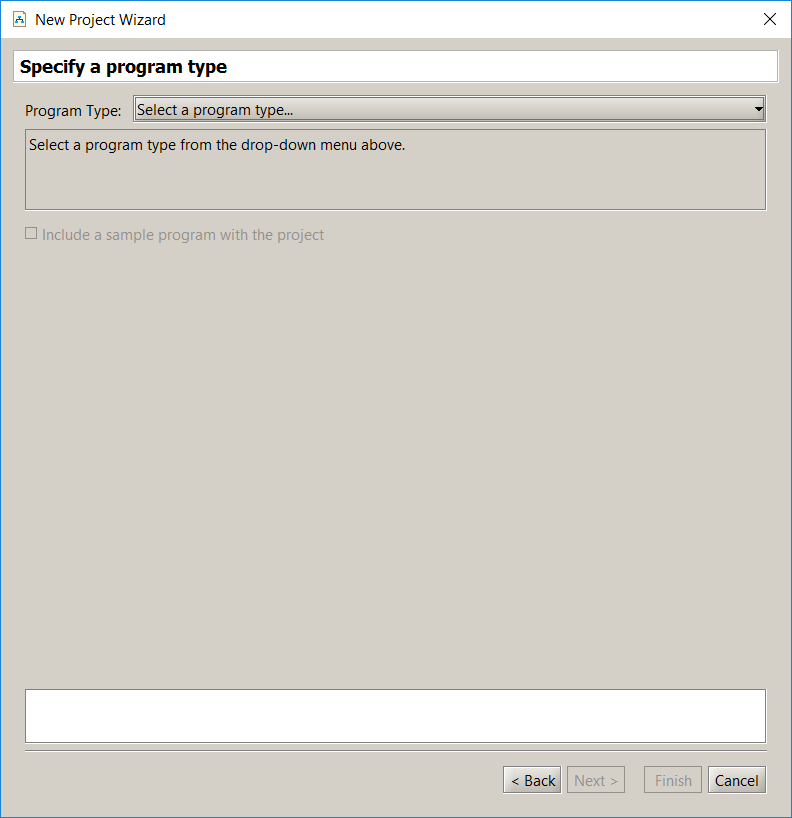 New Project Wizard
Specify a program type
Program Type: Select a program type...
Select a program type from the drop-down menu above.
Include a sample program with the project
< Back Next > Finish Cancel